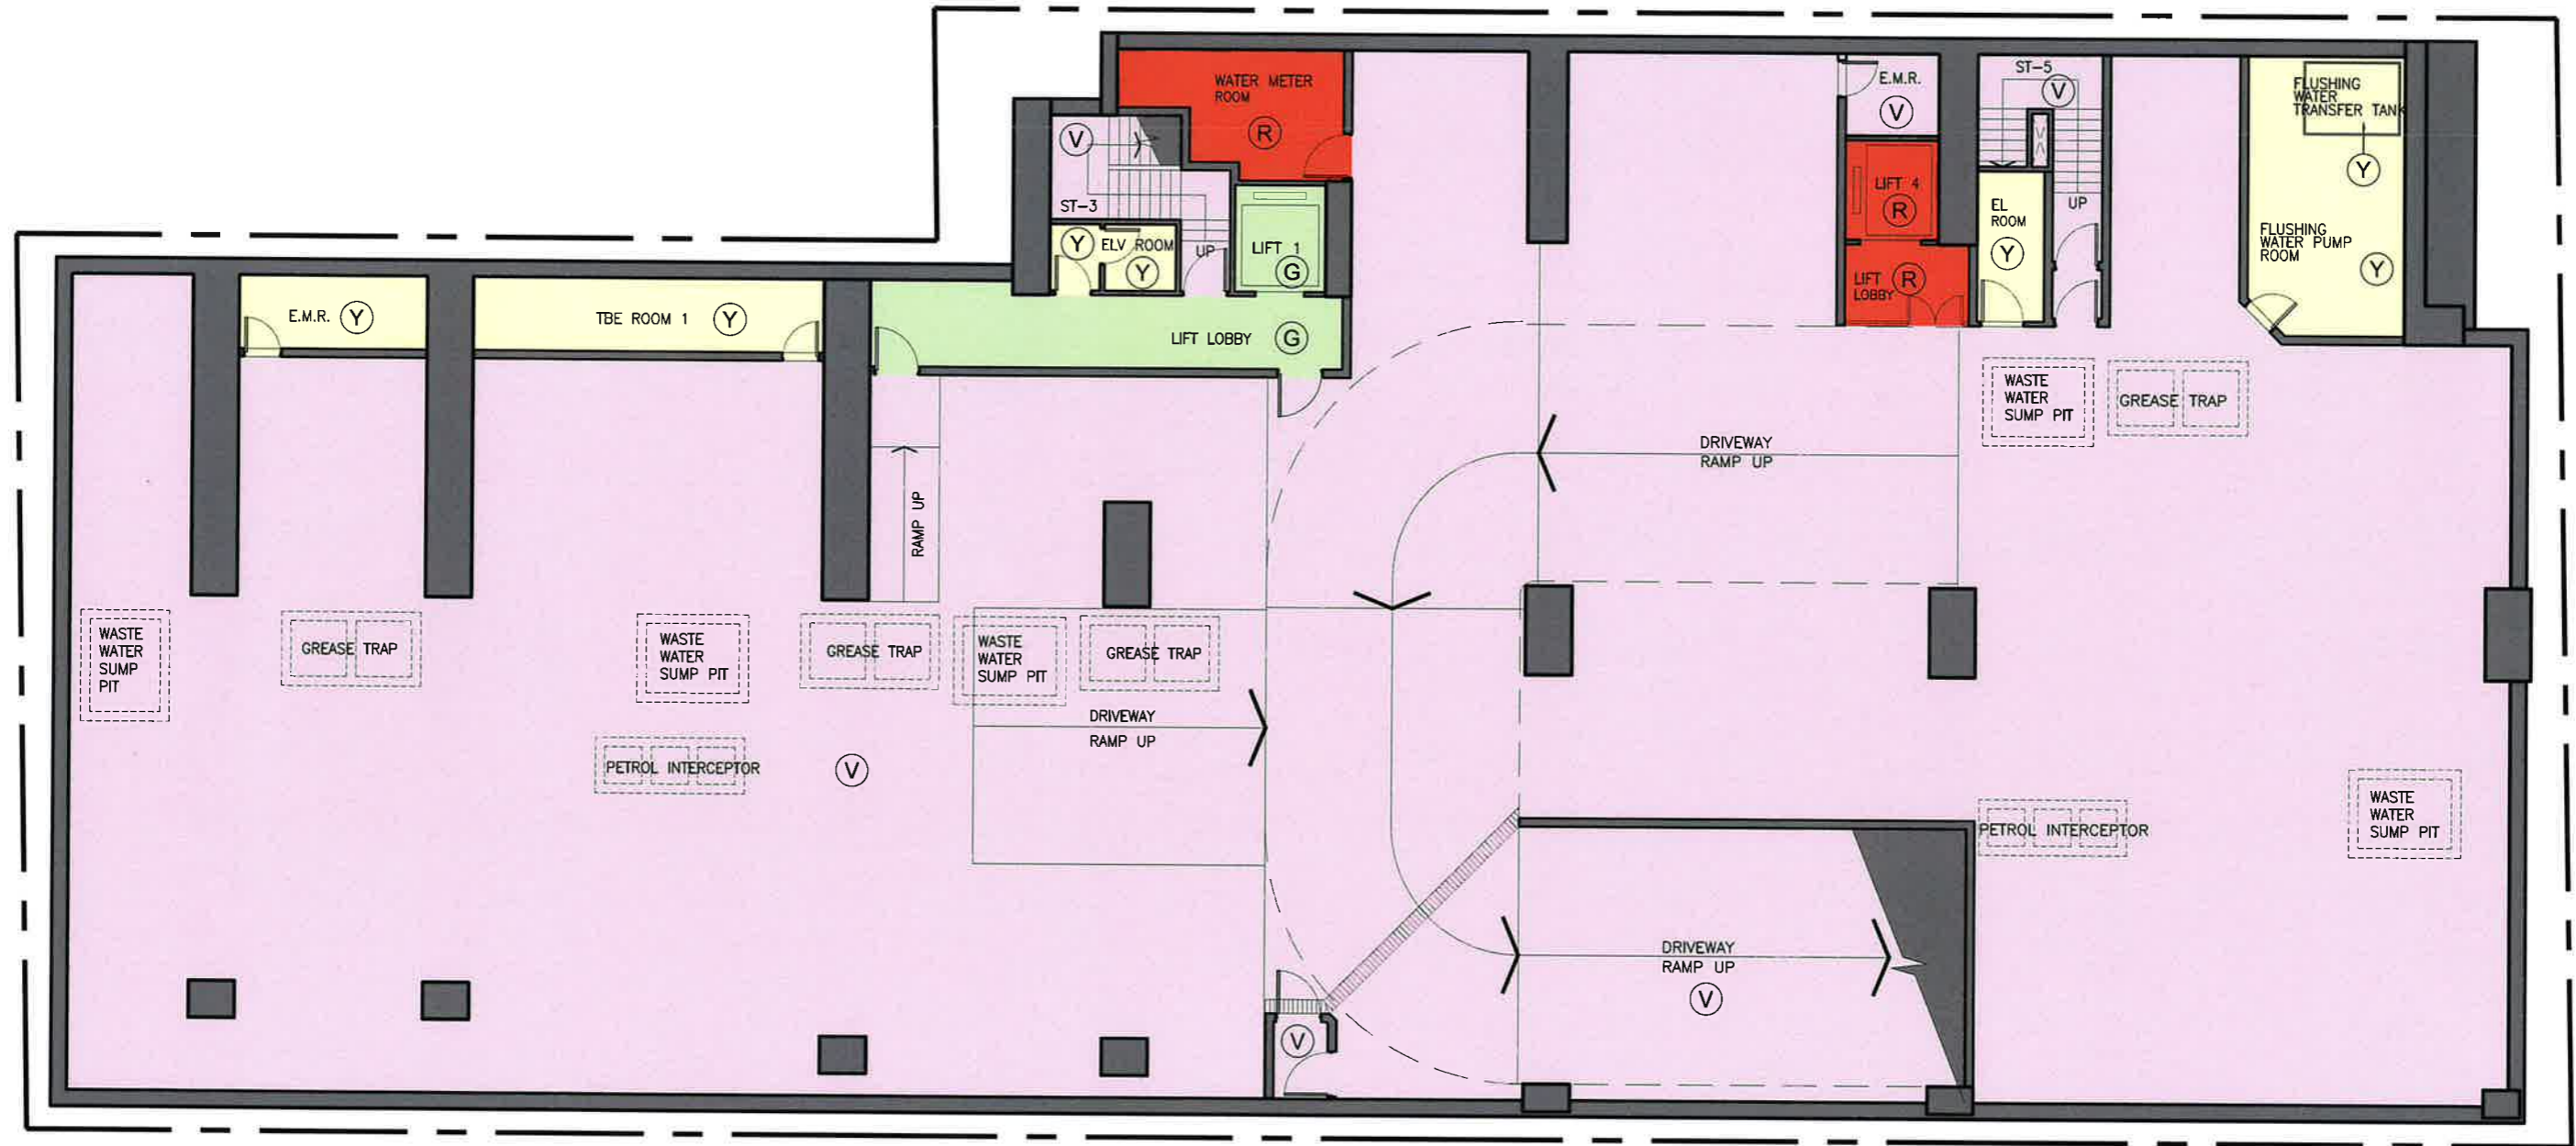 WATER METER
ROOM
R
E.M.R.
V
ST-5
V
FLUSHING
WATER
TRANSFER TANK
Y
V
ST-3
LIFT 4
R
EL
ROOM
Y
UP
FLUSHING
WATER PUMP
ROOM
Y
Y
ELV ROOM
Y
UP
LIFT 1
G
LIFT
LOBBY
R
E.M.R.
Y
TBE ROOM 1
Y
LIFT LOBBY
G
WASTE
WATER
SUMP PIT
GREASE TRAP
DRIVEWAY
RAMP UP
RAMP UP
WASTE
WATER
SUMP
PIT
GREASE TRAP
WASTE
WATER
SUMP PIT
GREASE TRAP
WASTE
WATER
SUMP PIT
GREASE TRAP
DRIVEWAY
RAMP UP
PETROL INTERCEPTOR
V
WASTE
WATER
SUMP PIT
PETROL INTERCEPTOR
DRIVEWAY
RAMP UP
V
V